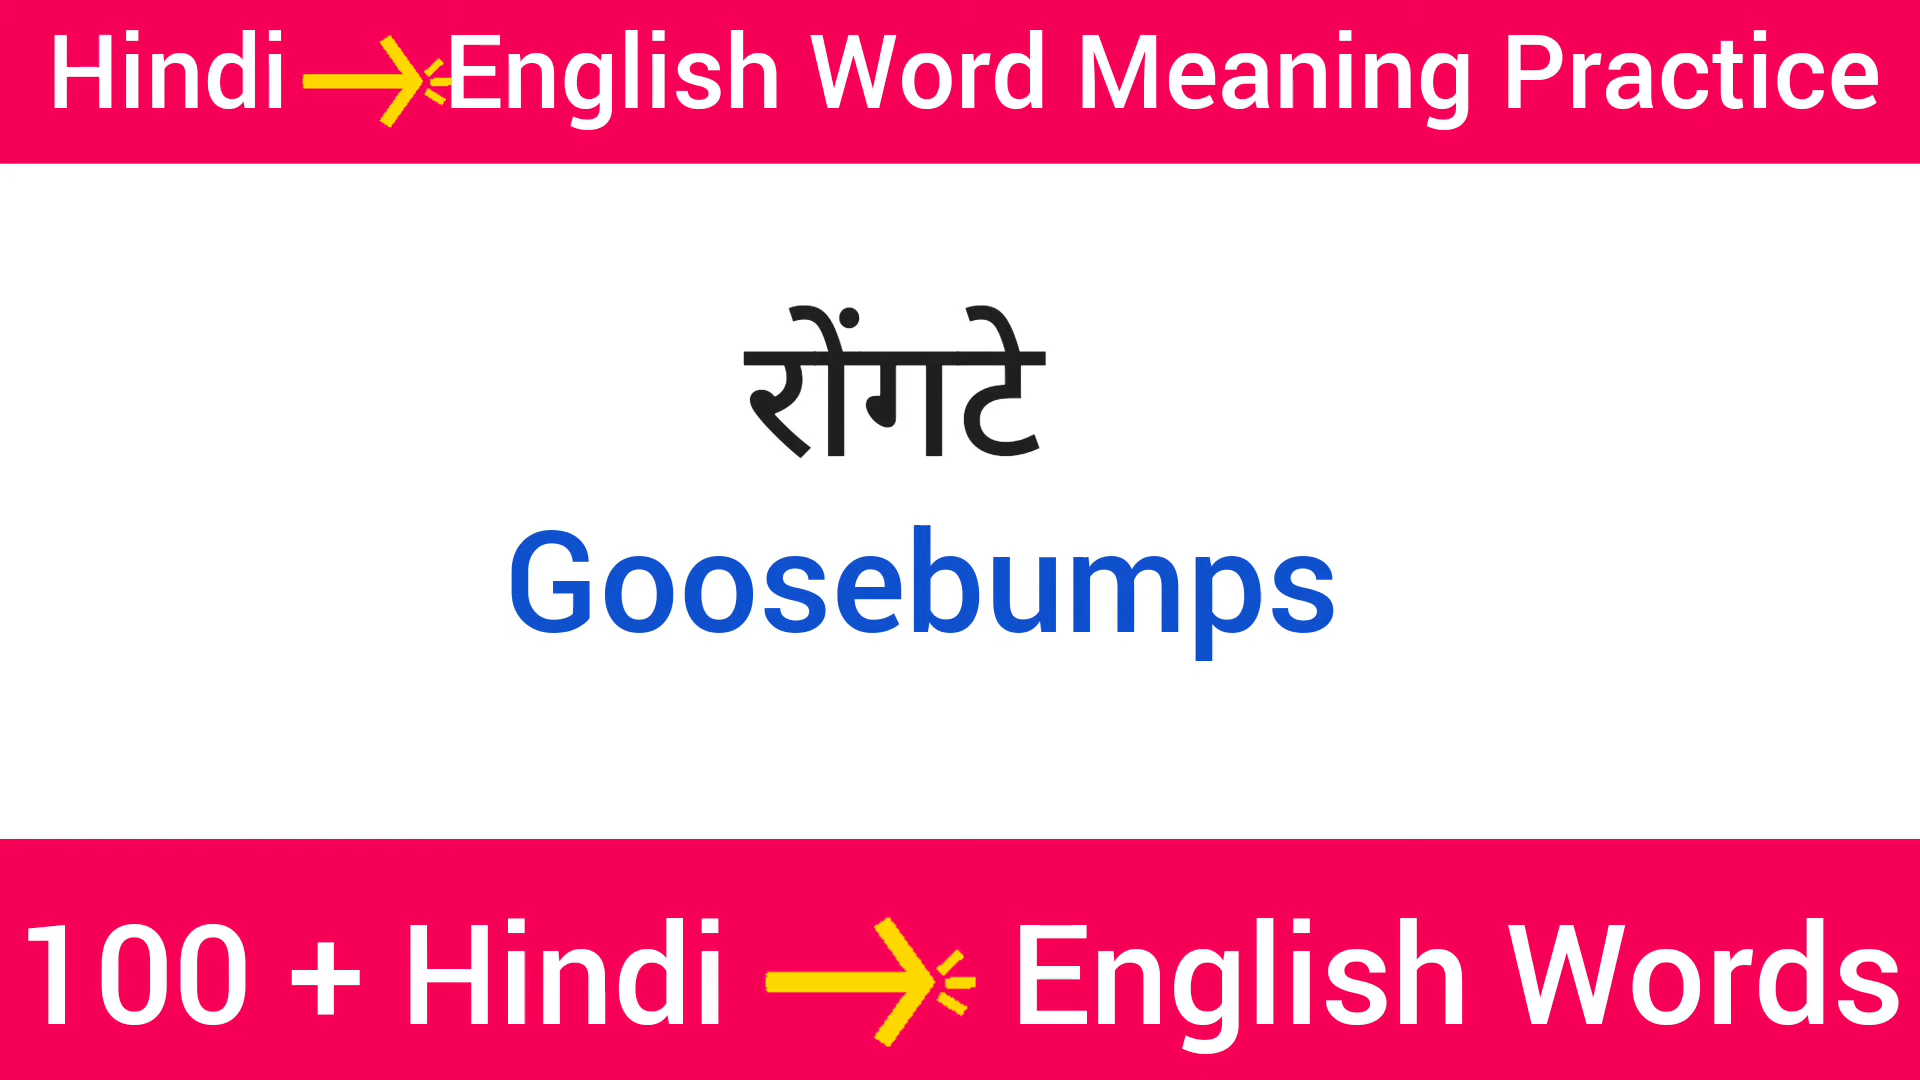 Hindi → English Word Meaning Practice
रोंगटे
Goosebumps
100 + Hindi → English Words